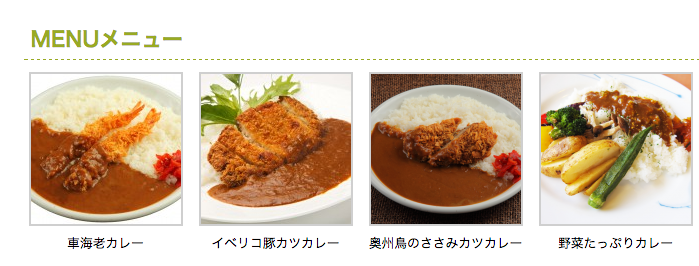 MENUメニュー
車海老カレー
イベリコ豚カツカレー
奥州鳥のささみカツカレー
野菜たっぷりカレー